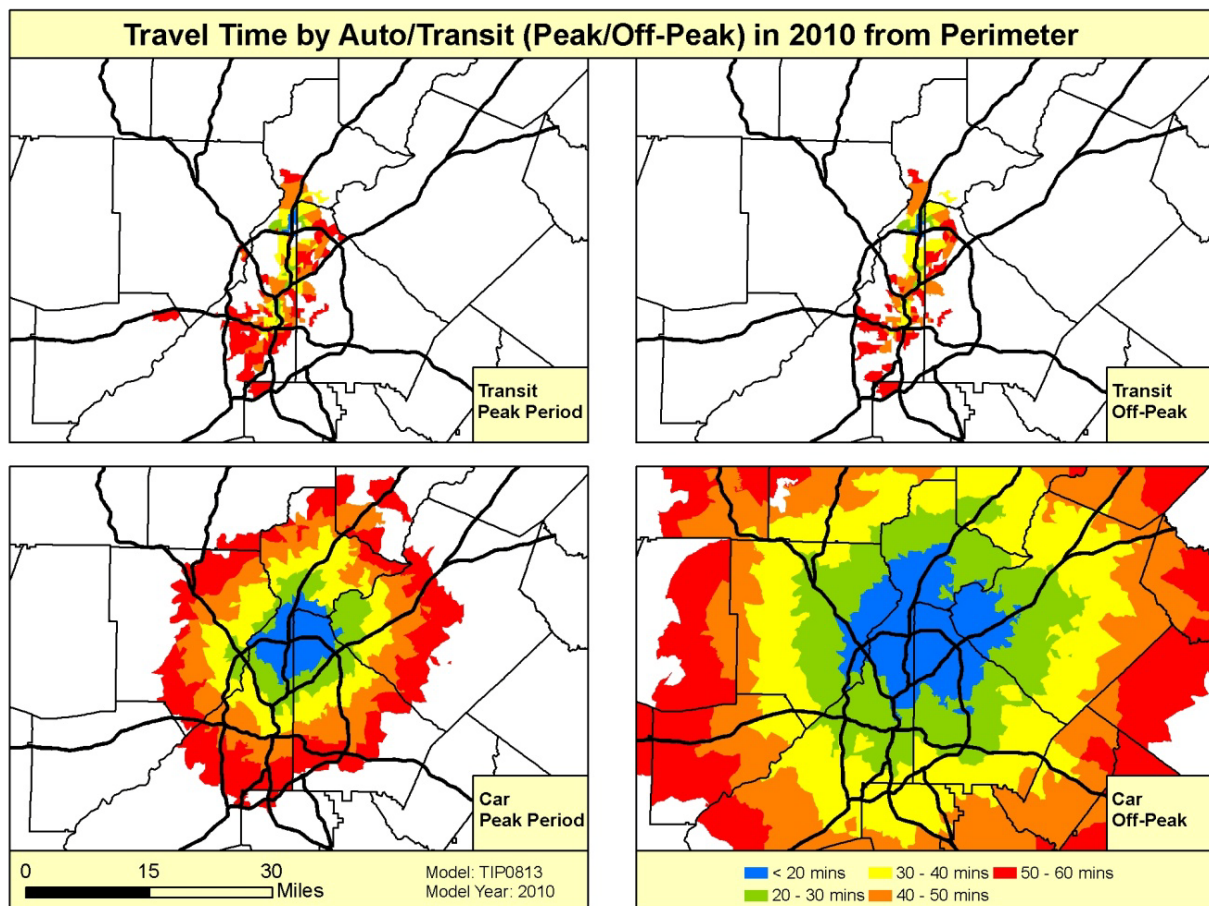 Travel Time by Auto/Transit (Peak/Off-Peak) in 2010 from Perimeter
Transit
Peak Period
Transit
Off-Peak
Car
Peak Period
Car
Off-Peak
0 15 30
Miles
Model: TIP0813
Model Year: 2010
< 20 mins
30 - 40 mins
50 - 60 mins
20 - 30 mins
40 - 50 mins